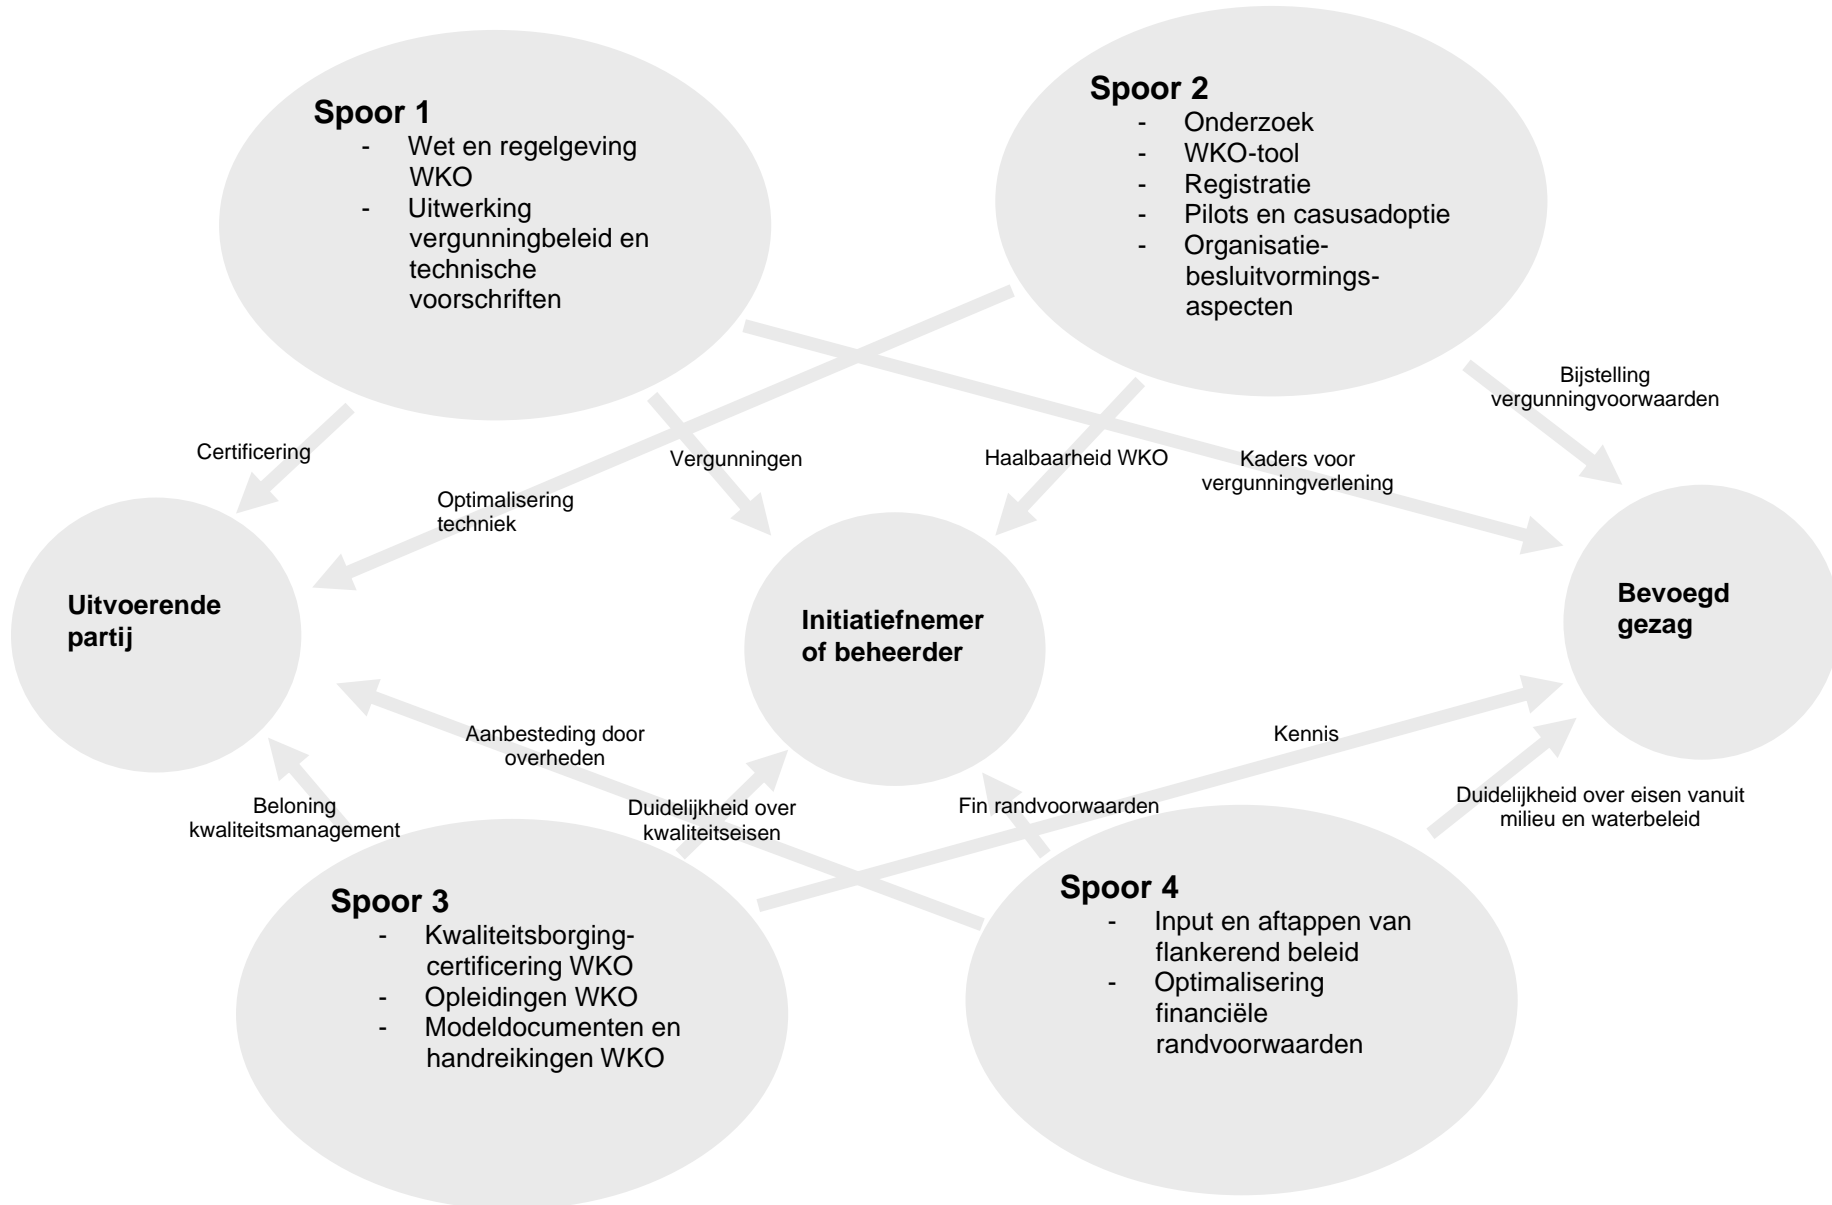 Spoor 1
- Wet en regelgeving
WKO
- Uitwerking
vergunningbeleid en
technische
voorschriften
Spoor 2
- Onderzoek
- WKO-tool
- Registratie
- Pilots en casusadoptie
- Organisatie-
besluitvormings-
aspecten
Bijstelling
vergunningvoorwaarden
Certificering
Vergunningen
Haalbaarheid WKO
Kaders voor
vergunningverlening
Optimalisering
techniek
Uitvoerende
partij
Initiatiefnemer
of beheerder
Bevoegd
gezag
Aanbesteding door
overheden
Kennis
Beloning
kwaliteitsmanagement
Duidelijkheid over
kwaliteitseisen
Fin randvoorwaarden
Duidelijkheid over eisen vanuit
milieu en waterbeleid
Spoor 3
- Kwaliteitsborging-
certificering WKO
- Opleidingen WKO
- Modeldocumenten en
handreikingen WKO
Spoor 4
- Input en aftappen van
flankerend beleid
- Optimalisering
financiële
randvoorwaarden